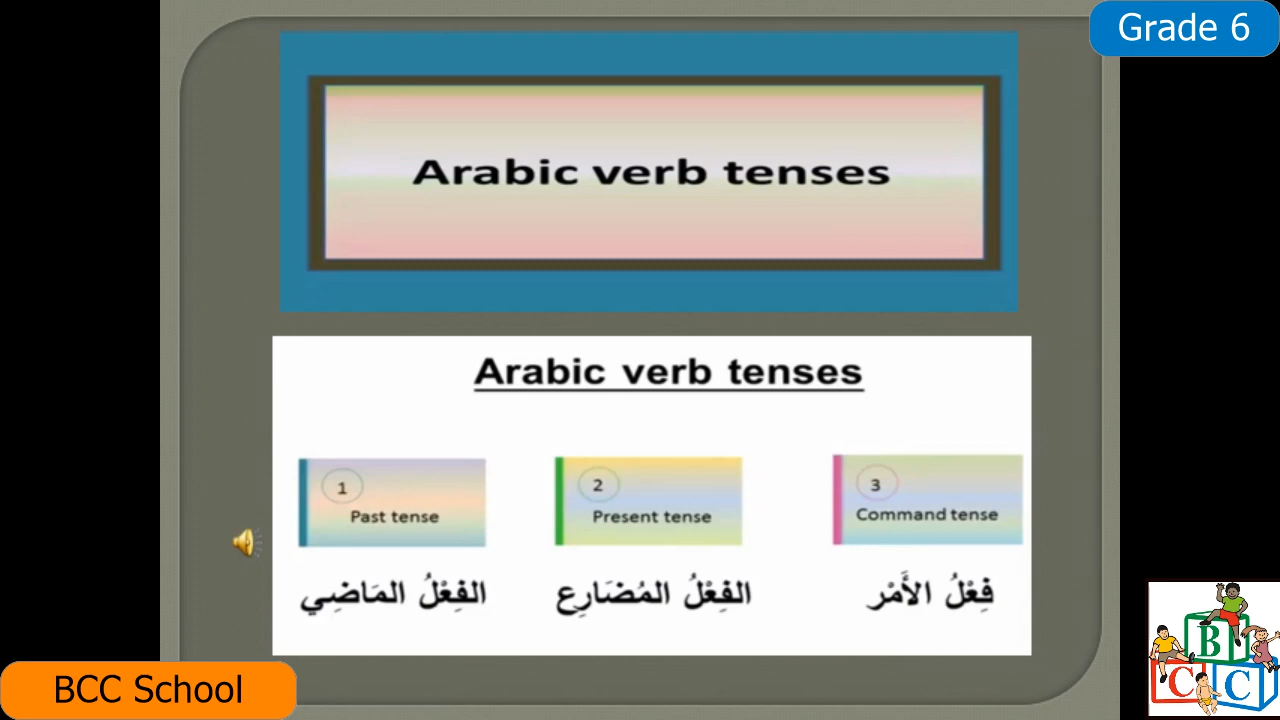 Grade 6
Arabic verb tenses
Arabic verb tenses
1
Past tense
2
Present tense
3
Command tense
الفِعْلُ المَاضِي
الفِعْلُ المُضَارِع
فِعْلُ الأَمْر
BCC School
B
C C